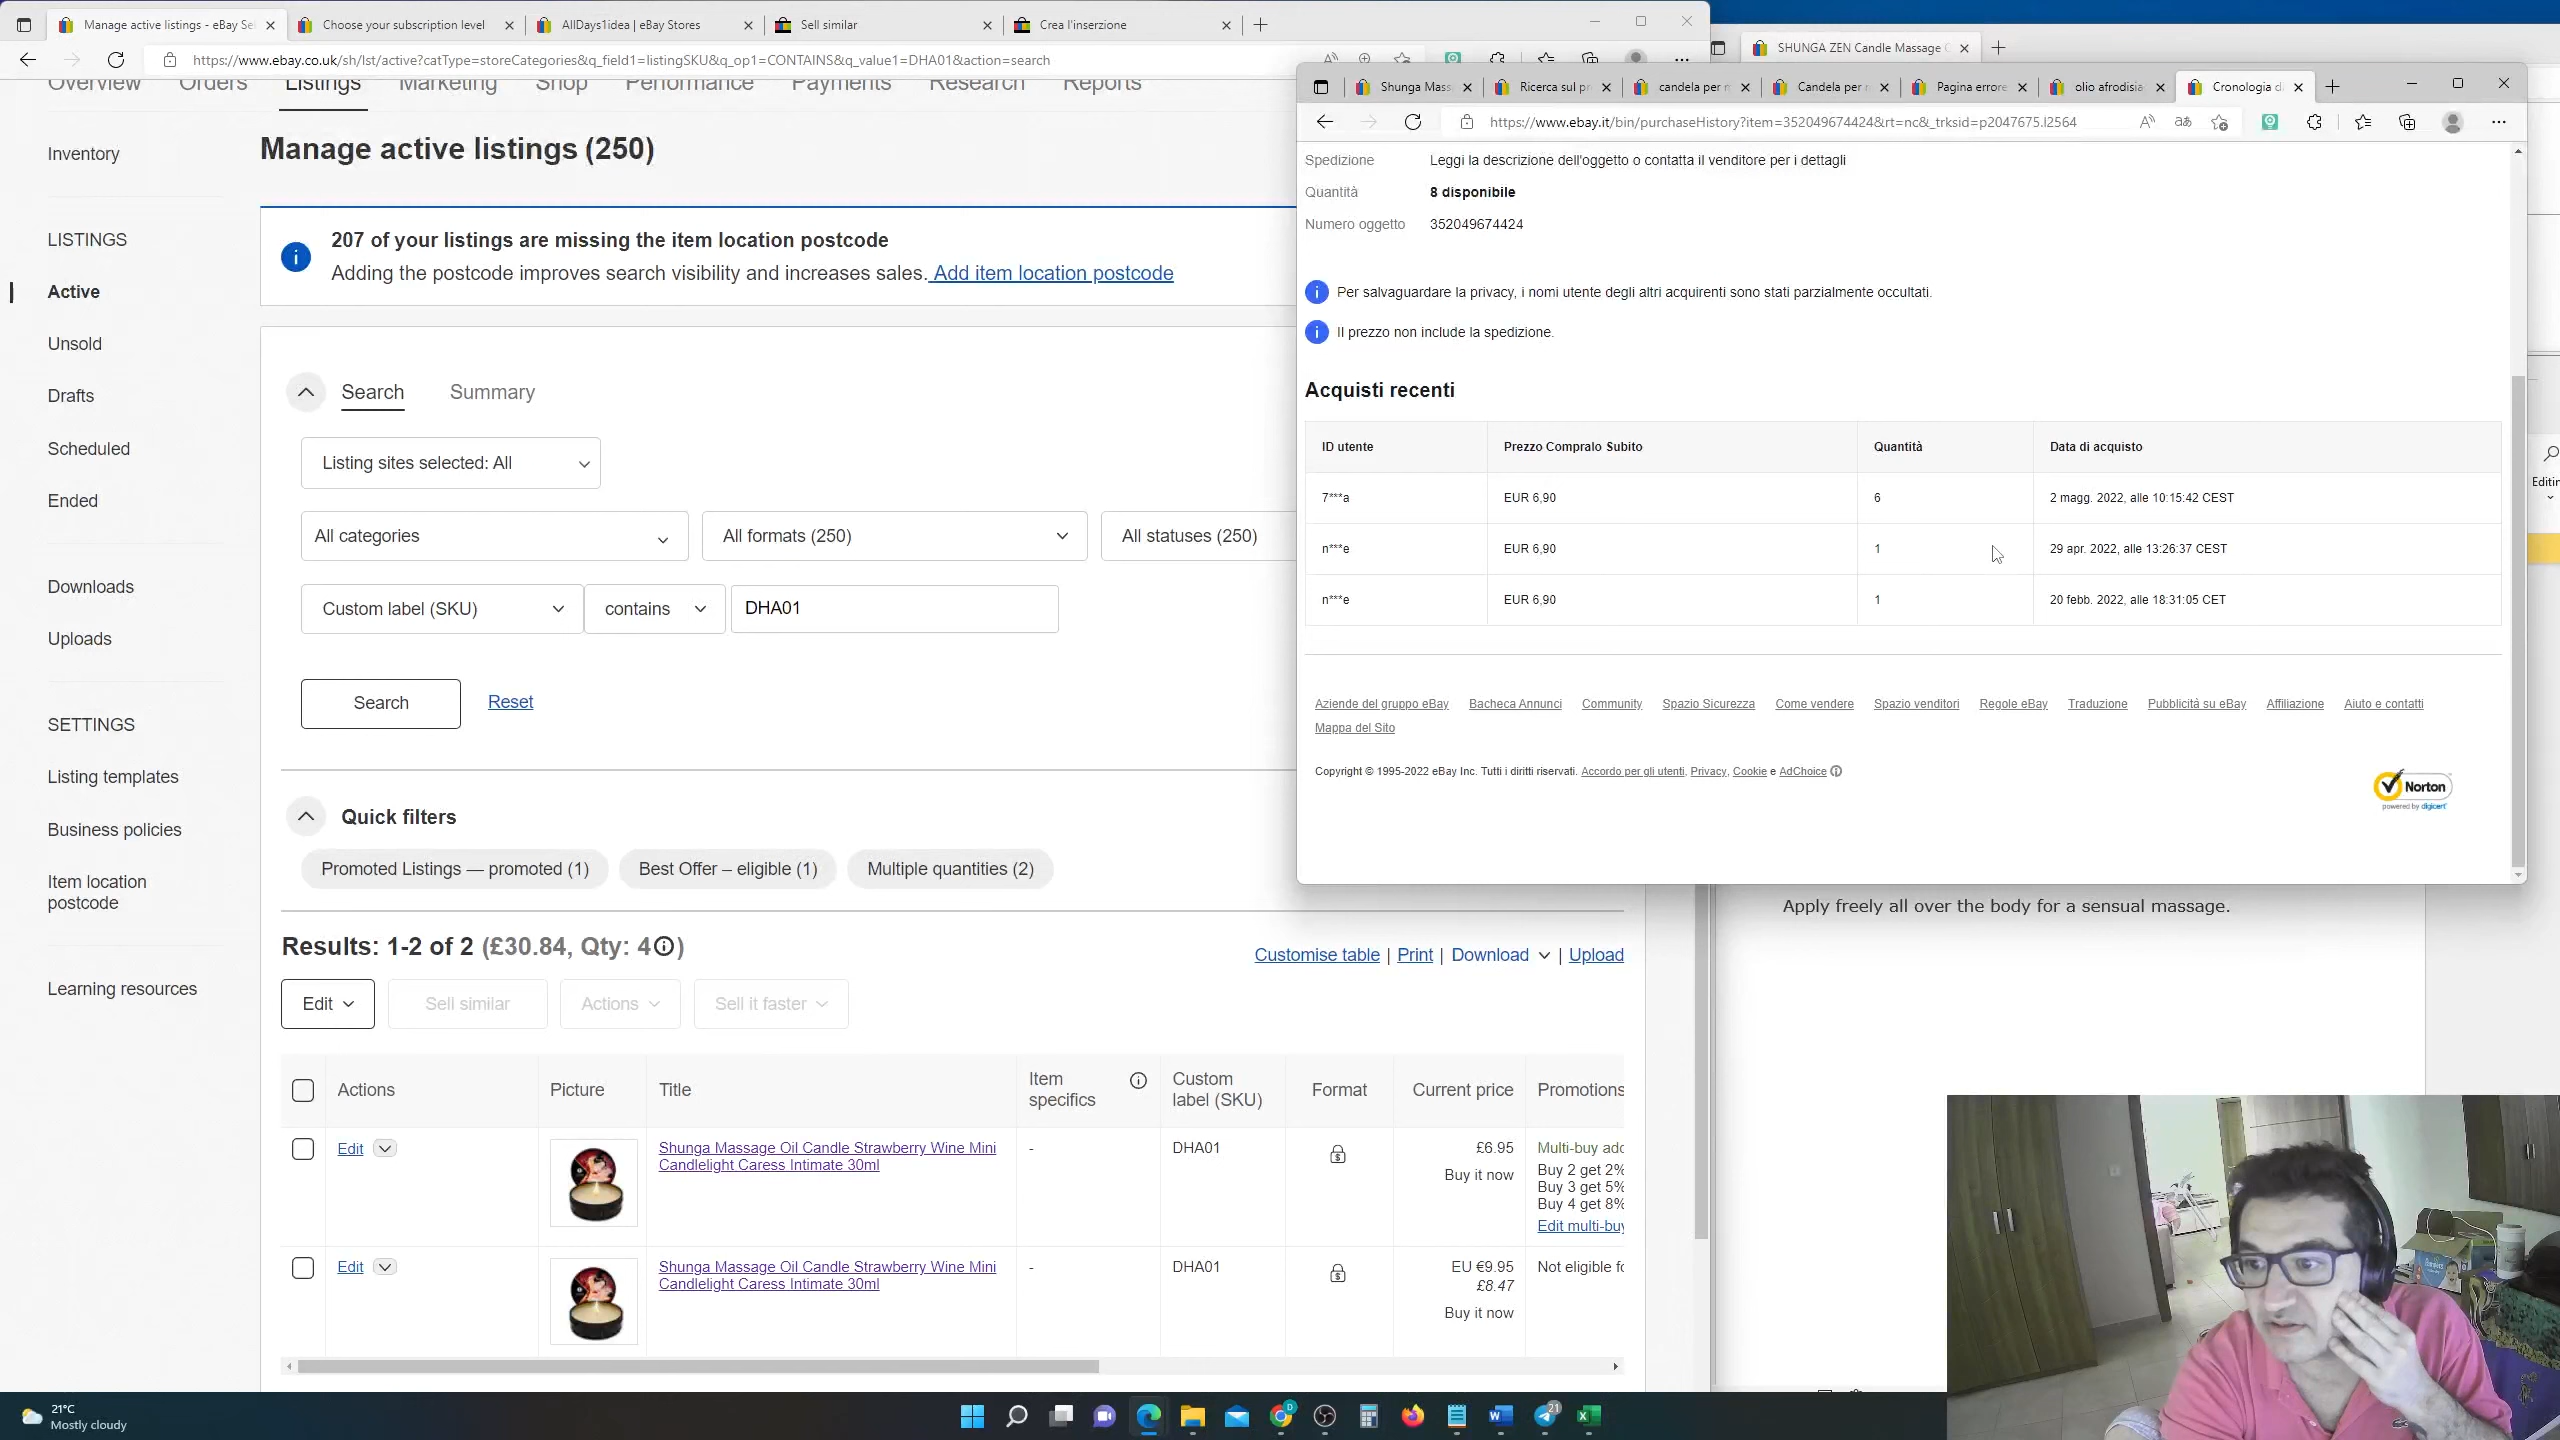 Manage active listings - eBay Se
Choose your subscription level
AllDays1idea | eBay Stores
Sell similar
Crea l'inserzione
https://www.ebay.co.uk/sh/lst/active?catType=storeCategories&q_field1=listingSKU&q_op1=CONTAINS&q_value1=DHA01&action=search
Overview Orders Listings Marketing Shop Performance Payments Research Reports
Manage active listings (250)
Inventory
LISTINGS
Active
Unsold
Drafts
Scheduled
Ended
Downloads
Uploads
SETTINGS
Listing templates
Business policies
Item location
postcode
Learning resources
207 of your listings are missing the item location postcode
Adding the postcode improves search visibility and increases sales. Add item location postcode
Search Summary
Listing sites selected: All
All categories
All formats (250)
All statuses (250)
Custom label (SKU)
contains
DHA01
Search
Reset
Quick filters
Promoted Listings — promoted (1)
Best Offer – eligible (1)
Multiple quantities (2)
Results: 1-2 of 2 (£30.84, Qty: 4)
Customise table | Print | Download | Upload
Edit
Sell similar
Actions
Sell it faster
Actions
Picture
Title
Item
specifics
Custom
label (SKU)
Format
Current price
Promotions
Edit
Shunga Massage Oil Candle Strawberry Wine Mini
Candlelight Caress Intimate 30ml
-
DHA01
£6.95
Buy it now
Multi-buy add
Buy 2 get 2%
Buy 3 get 5%
Buy 4 get 8%
Edit multi-buy
Edit
Shunga Massage Oil Candle Strawberry Wine Mini
Candlelight Caress Intimate 30ml
-
DHA01
EU €9.95
£8.47
Buy it now
Not eligible fo
SHUNGA ZEN Candle Massage
Shunga Mass
Ricerca sul pr
candela per m
Candela per
Pagina errore
olio afrodisia
Cronologia d
https://www.ebay.it/bin/purchaseHistory?item=352049674424&rt=nc&_trksid=p2047675.l2564
Spedizione Leggi la descrizione dell'oggetto o contatta il venditore per i dettagli
Quantità 8 disponibile
Numero oggetto 352049674424
Per salvaguardare la privacy, i nomi utente degli altri acquirenti sono stati parzialmente occultati.
Il prezzo non include la spedizione.
Acquisti recenti
ID utente Prezzo Compralo Subito Quantità Data di acquisto
7***a EUR 6,90 6 2 magg. 2022, alle 10:15:42 CEST
n***e EUR 6,90 1 29 apr. 2022, alle 13:26:37 CEST
n***e EUR 6,90 1 20 febb. 2022, alle 18:31:05 CET
Aziende del gruppo eBay Bacheca Annunci Community Spazio Sicurezza Come vendere Spazio venditori Regole eBay Traduzione Pubblicità su eBay Affiliazione Aiuto e contatti
Mappa del Sito
Copyright © 1995-2022 eBay Inc. Tutti i diritti riservati. Accordo per gli utenti, Privacy, Cookie e AdChoice
Norton
powered by digicert
Editin
Apply freely all over the body for a sensual massage.
21°C
Mostly cloudy
21